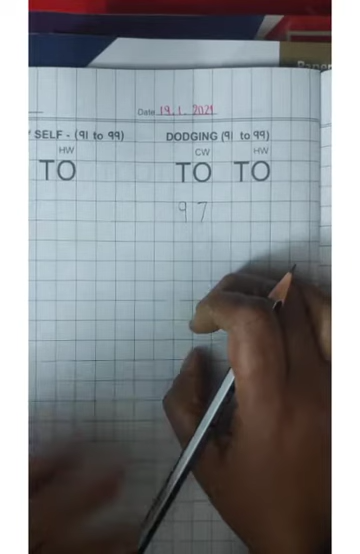 Paper
Date 19.1.2021
SELF - (91 to 99)
HW
TO
DODGING (91 to 99)
CW HW
TO TO
97